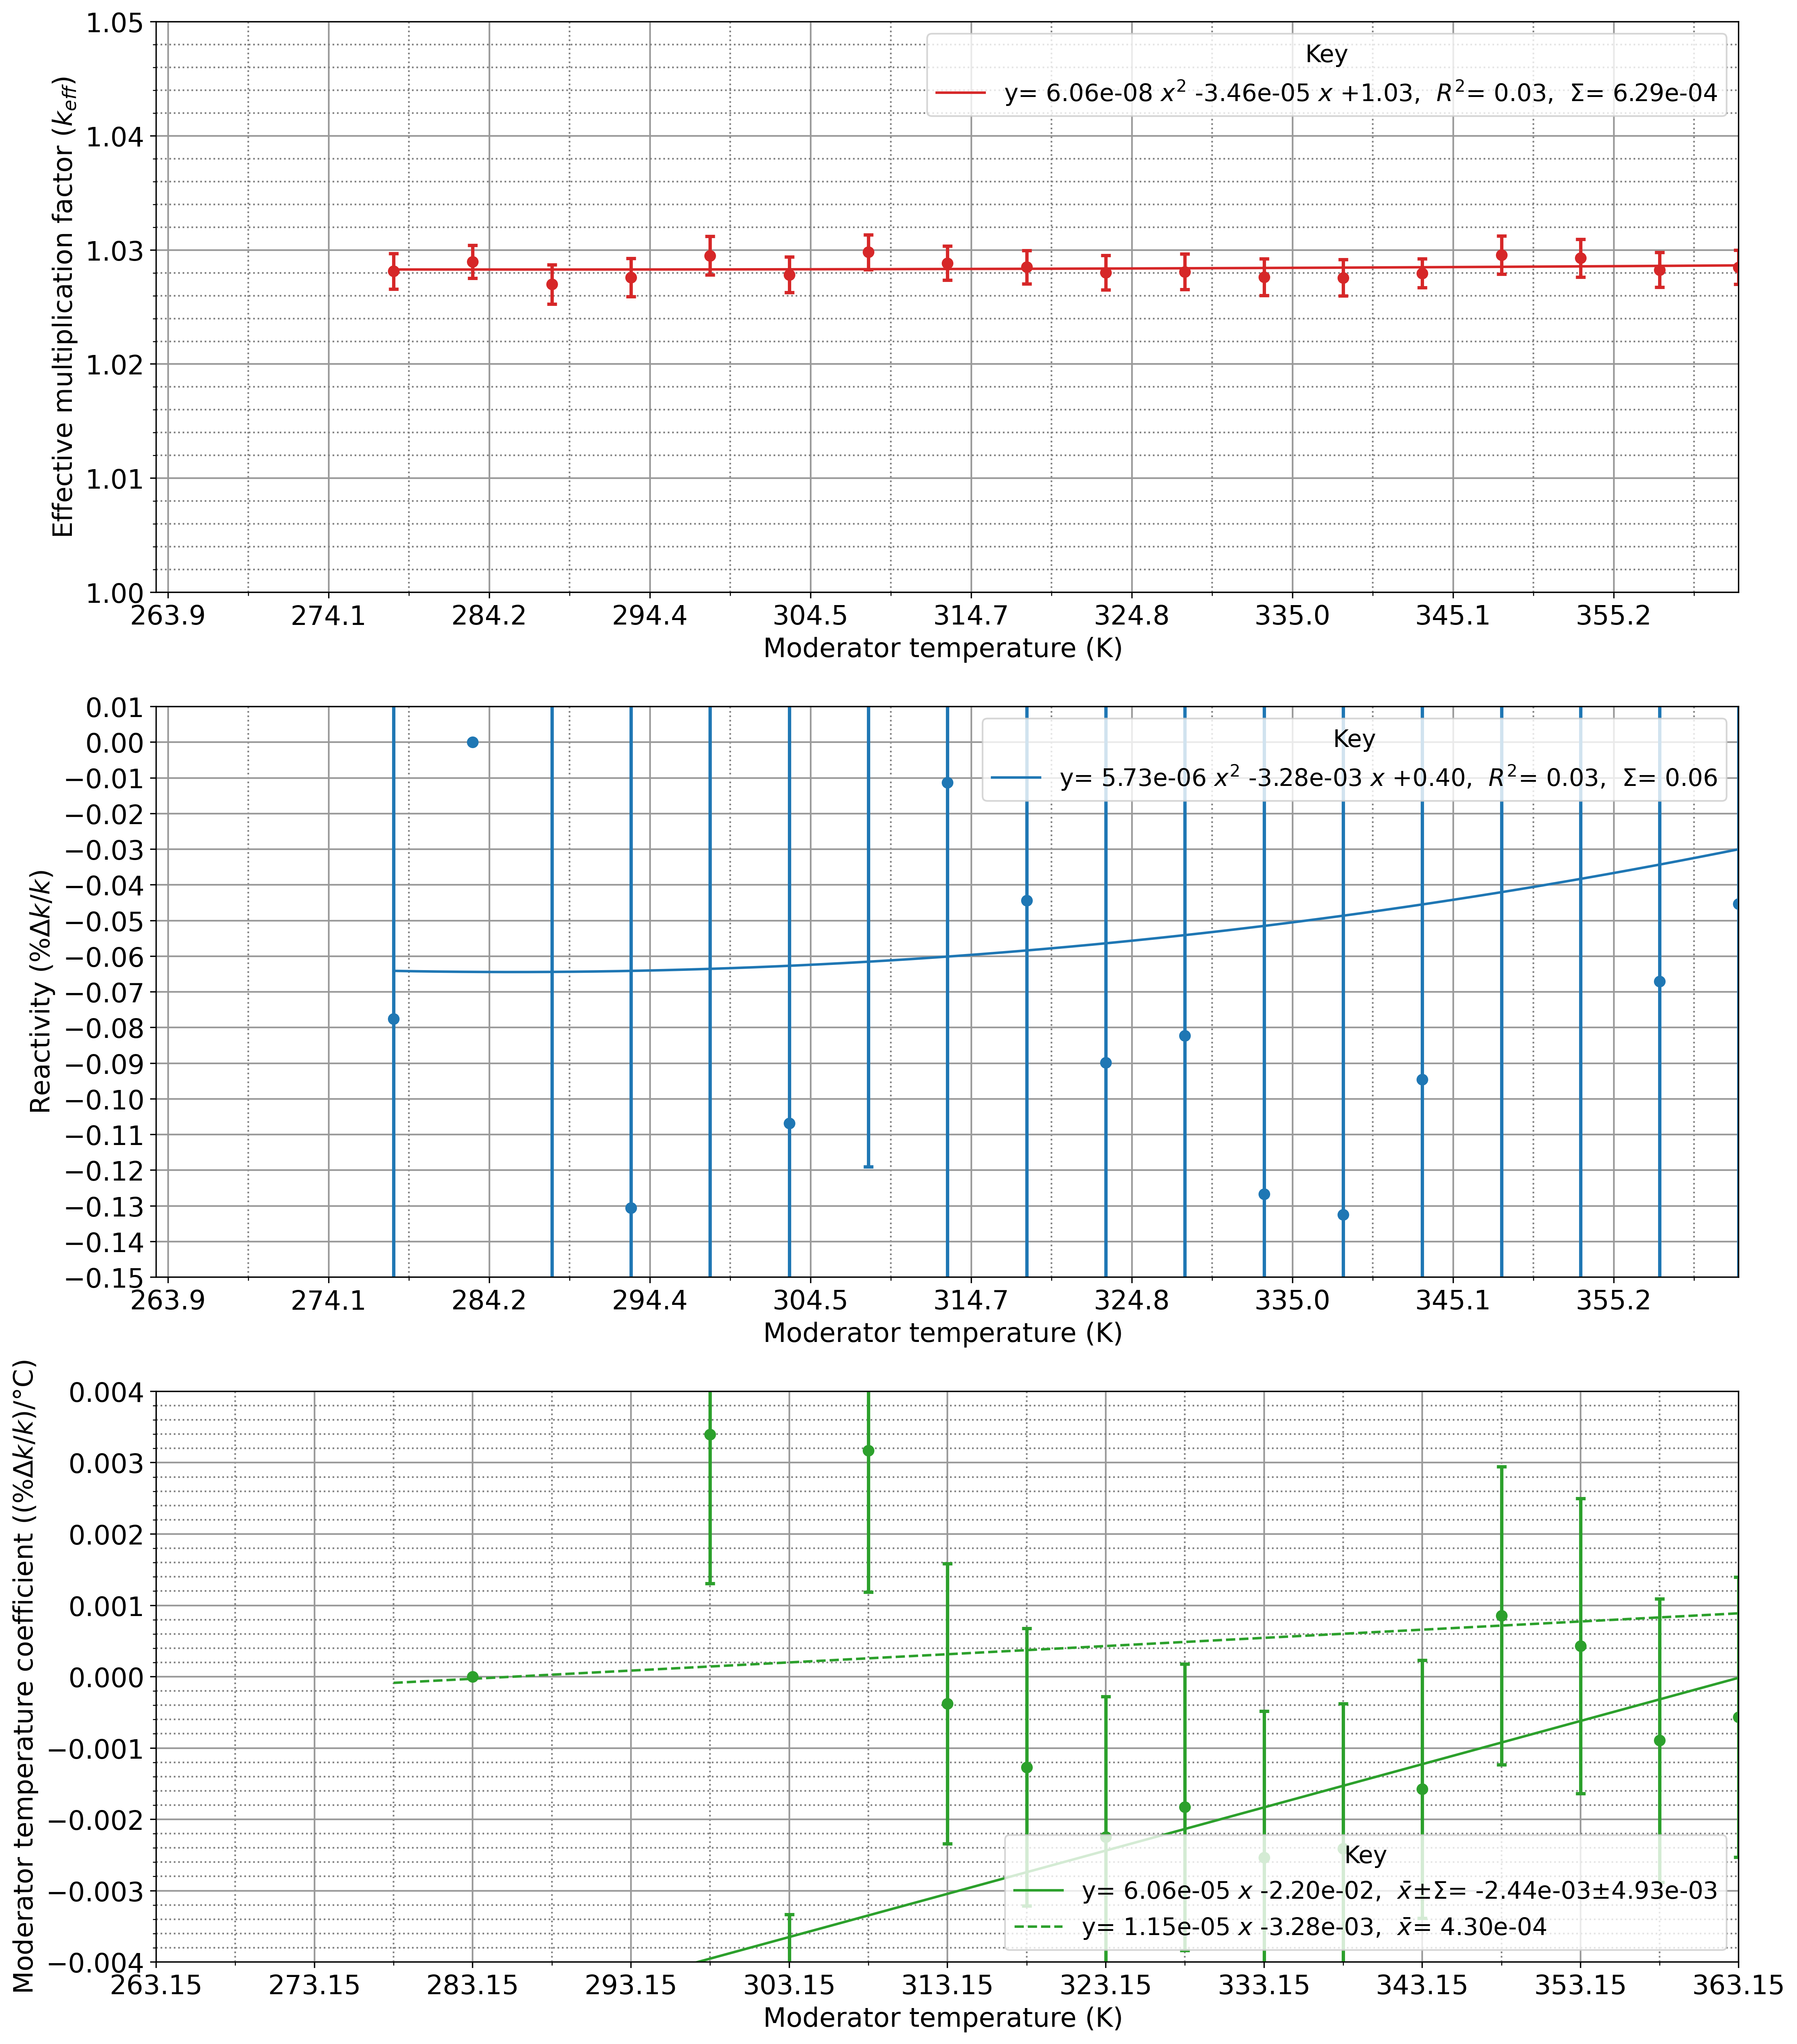 1.05
1.04
1.03
1.02
1.01
1.00
Effective multiplication factor (k_eff)
Key
y= 6.06e-08 x² -3.46e-05 x +1.03, R²= 0.03, Σ= 6.29e-04
263.9 274.1 284.2 294.4 304.5 314.7 324.8 335.0 345.1 355.2
Moderator temperature (K)
0.01
0.00
−0.01
−0.02
−0.03
−0.04
−0.05
−0.06
−0.07
−0.08
−0.09
−0.10
−0.11
−0.12
−0.13
−0.14
−0.15
Reactivity (%Δk/k)
Key
y= 5.73e-06 x² -3.28e-03 x +0.40, R²= 0.03, Σ= 0.06
263.9 274.1 284.2 294.4 304.5 314.7 324.8 335.0 345.1 355.2
Moderator temperature (K)
0.004
0.003
0.002
0.001
0.000
−0.001
−0.002
−0.003
−0.004
Moderator temperature coefficient ((%Δk/k)/°C)
Key
y= 6.06e-05 x -2.20e-02, x̄±Σ= -2.44e-03±4.93e-03
y= 1.15e-05 x -3.28e-03, x̄= 4.30e-04
263.15 273.15 283.15 293.15 303.15 313.15 323.15 333.15 343.15 353.15 363.15
Moderator temperature (K)